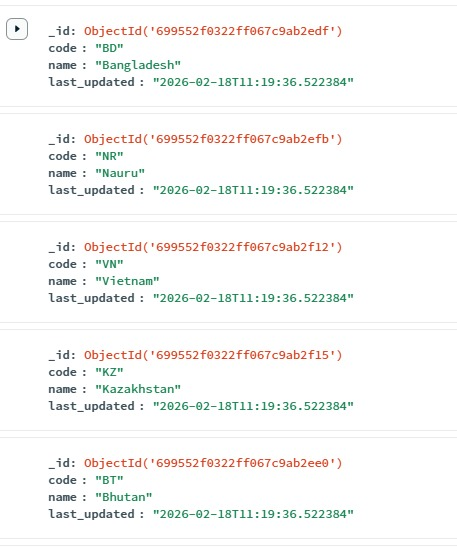 _id: ObjectId('699552f0322ff067c9ab2edf')
code : "BD"
name : "Bangladesh"
last_updated : "2026-02-18T11:19:36.522384"
_id: ObjectId('699552f0322ff067c9ab2efb')
code : "NR"
name : "Nauru"
last_updated : "2026-02-18T11:19:36.522384"
_id: ObjectId('699552f0322ff067c9ab2f12')
code : "VN"
name : "Vietnam"
last_updated : "2026-02-18T11:19:36.522384"
_id: ObjectId('699552f0322ff067c9ab2f15')
code : "KZ"
name : "Kazakhstan"
last_updated : "2026-02-18T11:19:36.522384"
_id: ObjectId('699552f0322ff067c9ab2ee0')
code : "BT"
name : "Bhutan"
last_updated : "2026-02-18T11:19:36.522384"